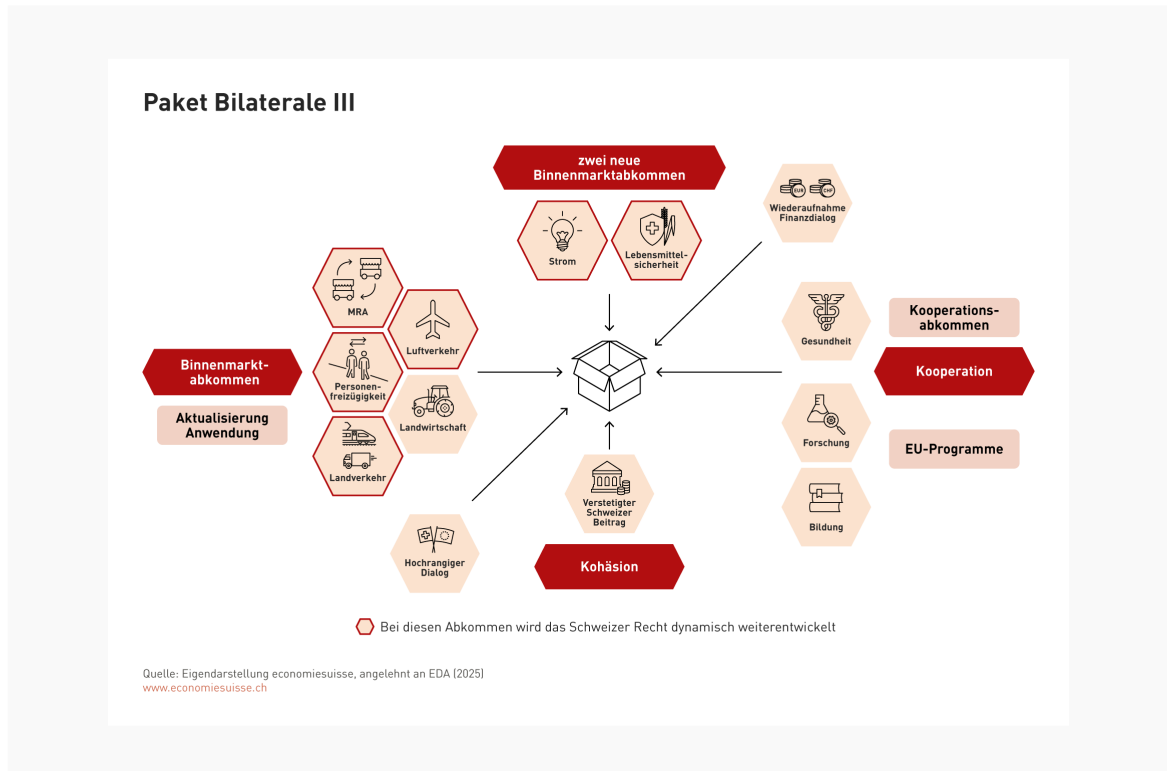 Paket Bilaterale III
zwei neue
Binnenmarktabkommen
Strom
Lebensmittel-
sicherheit
EUR
CHF
Wiederaufnahme
Finanzdialog
MRA
Luftverkehr
Personen-
freizügigkeit
Landwirtschaft
Landverkehr
Binnenmarkt-
abkommen
Aktualisierung
Anwendung
Gesundheit
Kooperations-
abkommen
Kooperation
Forschung
EU-Programme
Bildung
Verstetigter
Schweizer
Beitrag
Kohäsion
Hochrangiger
Dialog
Bei diesen Abkommen wird das Schweizer Recht dynamisch weiterentwickelt
Quelle: Eigendarstellung economiesuisse, angelehnt an EDA (2025)
www.economiesuisse.ch